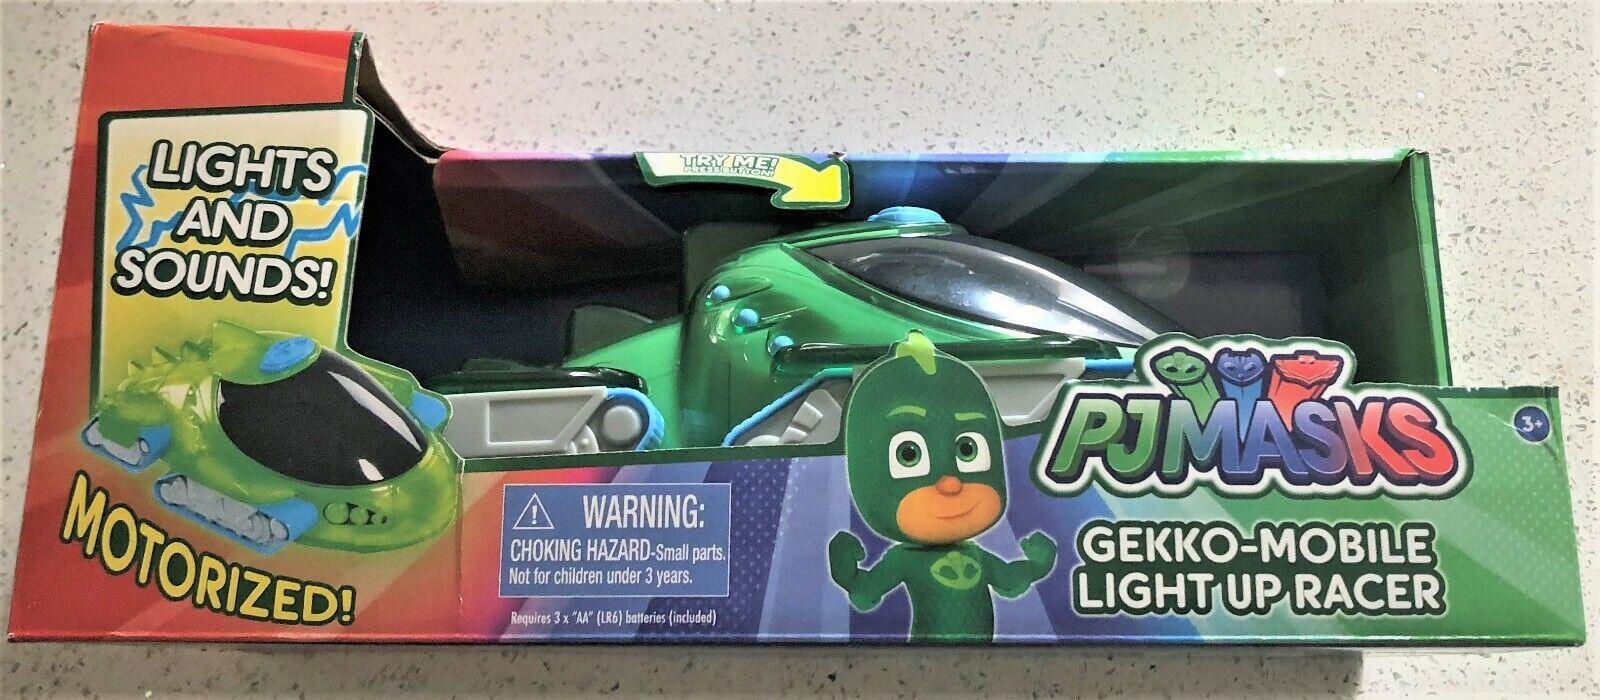 LIGHTS
AND
SOUNDS!
MOTORIZED!
TRY ME!
PRESS BUTTON!
WARNING:
CHOKING HAZARD-Small parts.
Not for children under 3 years.
Requires 3 x "AA" (LR6) batteries (included)
PJMASKS
3+
GEKKO-MOBILE
LIGHT UP RACER